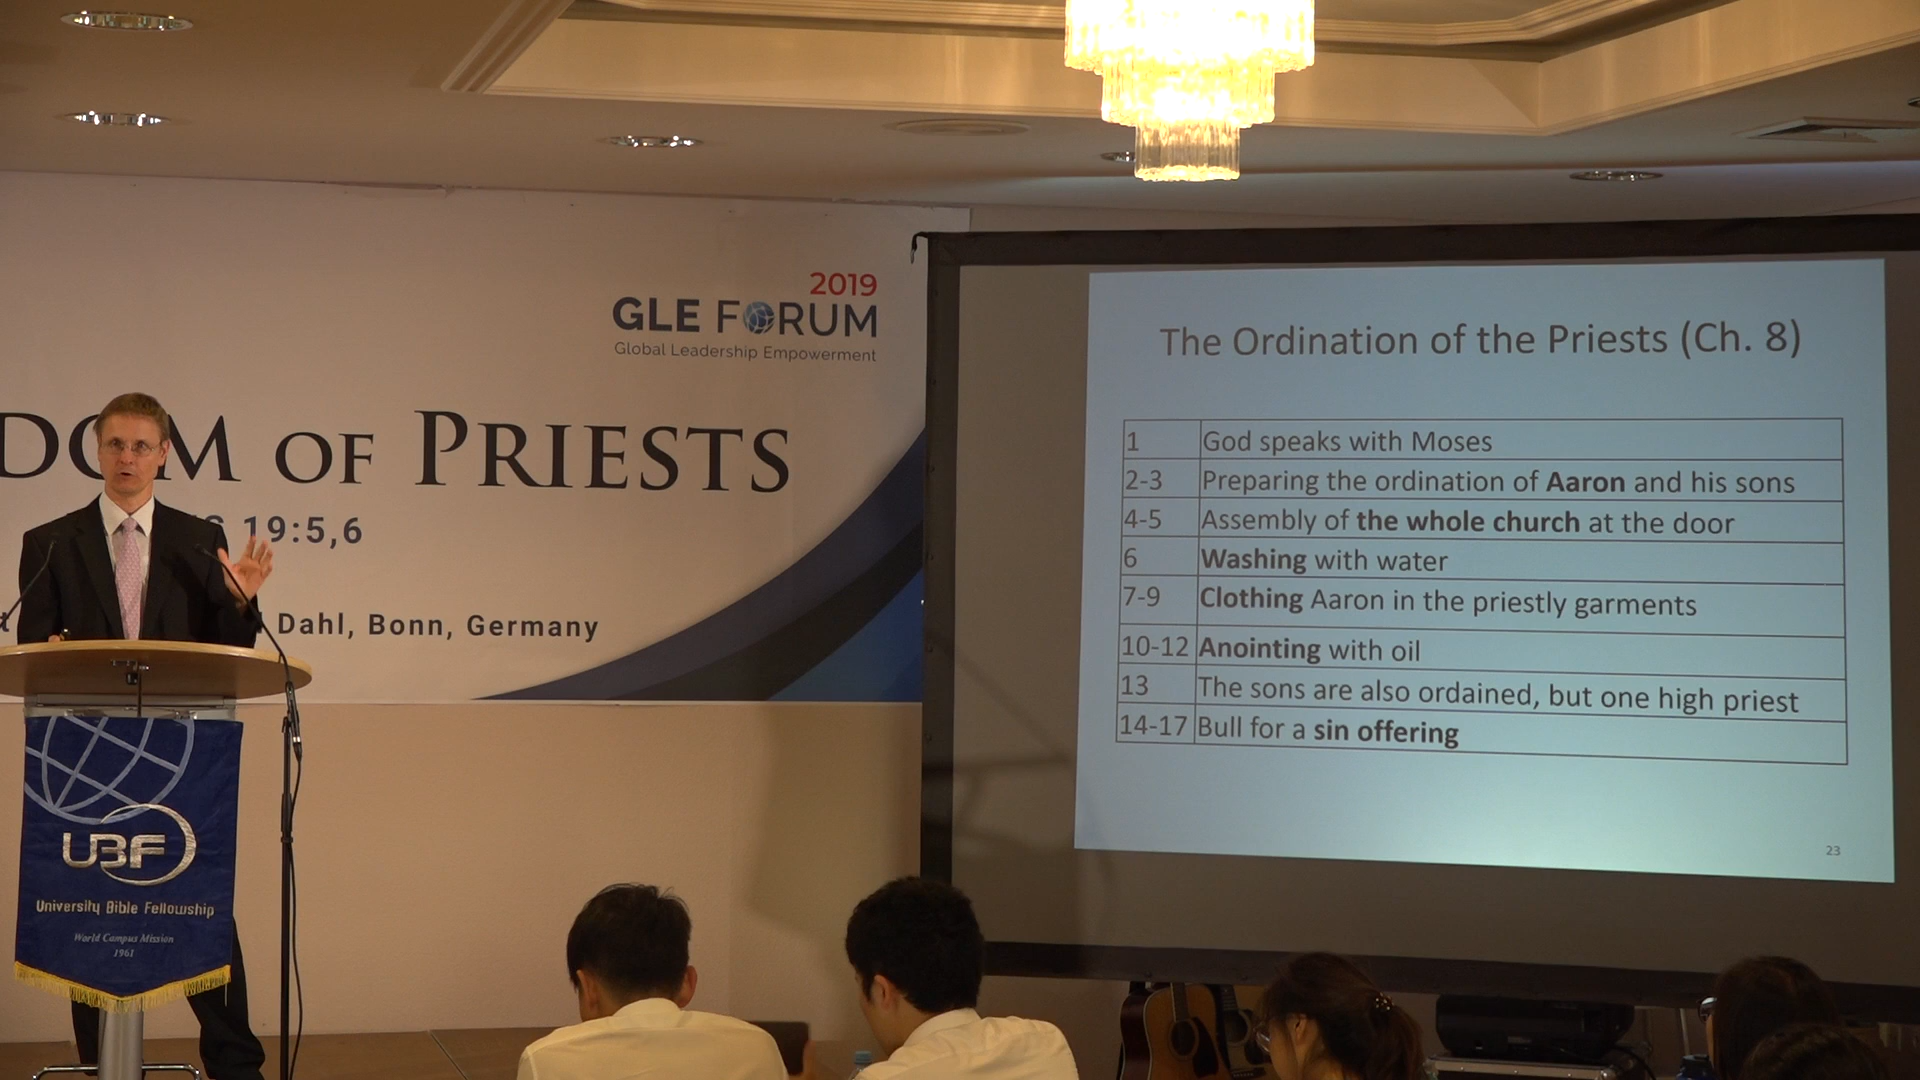 2019
GLE FORUM
Global Leadership Empowerment
DOM OF PRIESTS
19:5,6
Dahl, Bonn, Germany
UBF
University Bible Fellowship
World Campus Mission
1961
The Ordination of the Priests (Ch. 8)
1 God speaks with Moses
2-3 Preparing the ordination of Aaron and his sons
4-5 Assembly of the whole church at the door
6 Washing with water
7-9 Clothing Aaron in the priestly garments
10-12 Anointing with oil
13 The sons are also ordained, but one high priest
14-17 Bull for a sin offering
23